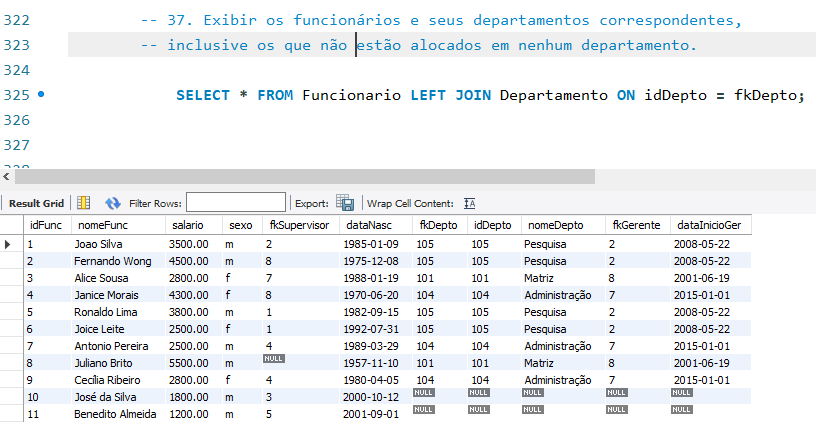 322 -- 37. Exibir os funcionários e seus departamentos correspondentes,
323 -- inclusive os que não estão alocados em nenhum departamento.
324
325 SELECT * FROM Funcionario LEFT JOIN Departamento ON idDepto = fkDepto;
326
327
328
Result Grid Filter Rows: Export: Wrap Cell Content:
idFunc nomeFunc salario sexo fkSupervisor dataNasc fkDepto idDepto nomeDepto fkGerente dataInicioGer
1 Joao Silva 3500.00 m 2 1985-01-09 105 105 Pesquisa 2 2008-05-22
2 Fernando Wong 4500.00 m 8 1975-12-08 105 105 Pesquisa 2 2008-05-22
3 Alice Sousa 2800.00 f 7 1988-01-19 101 101 Matriz 8 2001-06-19
4 Janice Morais 4300.00 f 8 1970-06-20 104 104 Administração 7 2015-01-01
5 Ronaldo Lima 3800.00 m 1 1982-09-15 105 105 Pesquisa 2 2008-05-22
6 Joice Leite 2500.00 f 1 1992-07-31 105 105 Pesquisa 2 2008-05-22
7 Antonio Pereira 2500.00 m 4 1989-03-29 104 104 Administração 7 2015-01-01
8 Juliano Brito 5500.00 m NULL 1957-11-10 101 101 Matriz 8 2001-06-19
9 Cecília Ribeiro 2800.00 f 4 1980-04-05 104 104 Administração 7 2015-01-01
10 José da Silva 1800.00 m 3 2000-10-12 NULL NULL NULL NULL NULL
11 Benedito Almeida 1200.00 m 5 2001-09-01 NULL NULL NULL NULL NULL